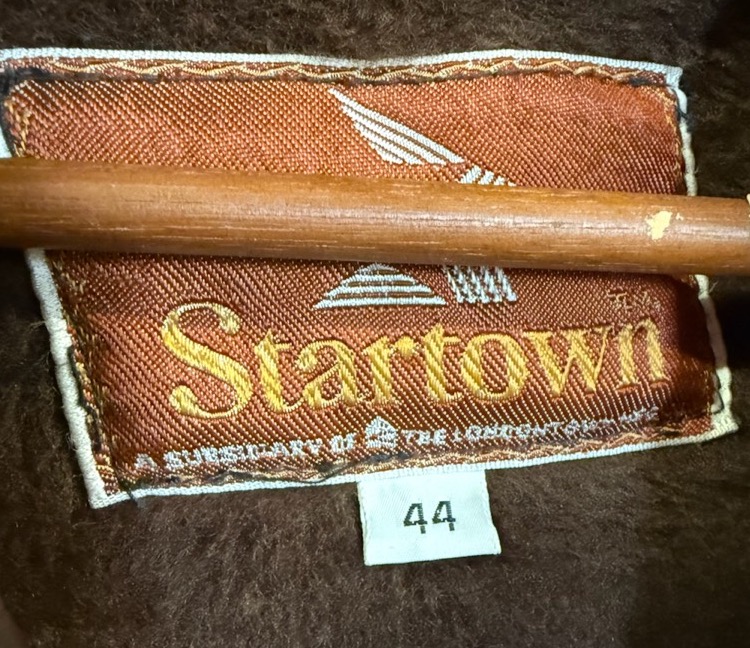 Startown
A SUBSIDIARY OF THE LONDONTOWN
44